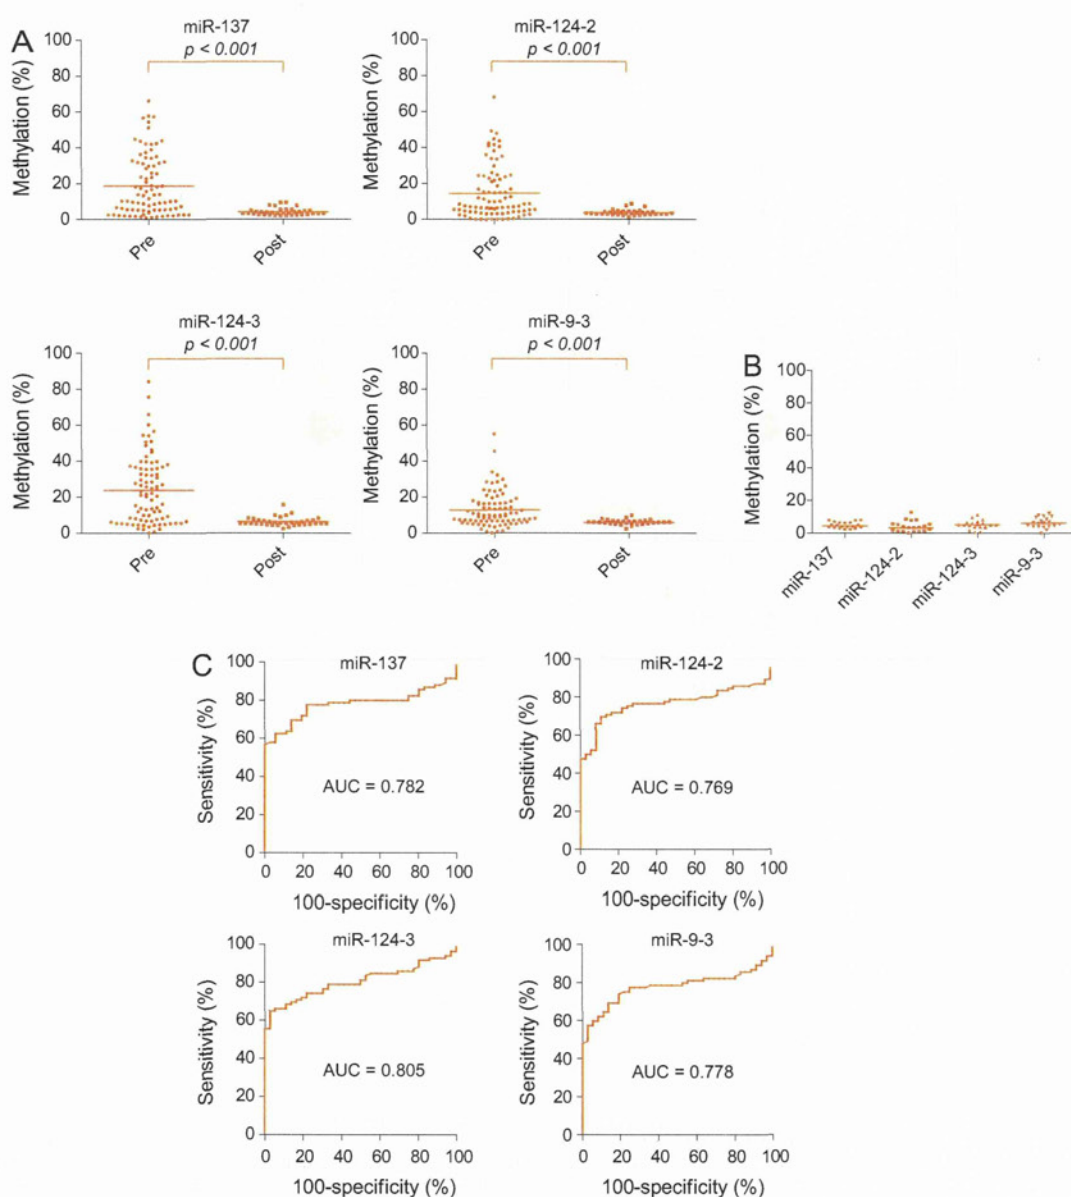 A
miR-137
p < 0.001
Methylation (%)
100
80
60
40
20
0
Pre
Post
miR-124-2
p < 0.001
Methylation (%)
100
80
60
40
20
0
Pre
Post
miR-124-3
p < 0.001
Methylation (%)
100
80
60
40
20
0
Pre
Post
miR-9-3
p < 0.001
Methylation (%)
100
80
60
40
20
0
Pre
Post
B
Methylation (%)
100
80
60
40
20
0
miR-137
miR-124-2
miR-124-3
miR-9-3
C
miR-137
Sensitivity (%)
100
80
60
40
20
0
AUC = 0.782
0 20 40 60 80 100
100-specificity (%)
miR-124-2
Sensitivity (%)
100
80
60
40
20
0
AUC = 0.769
0 20 40 60 80 100
100-specificity (%)
miR-124-3
Sensitivity (%)
100
80
60
40
20
0
AUC = 0.805
0 20 40 60 80 100
100-specificity (%)
miR-9-3
Sensitivity (%)
100
80
60
40
20
0
AUC = 0.778
0 20 40 60 80 100
100-specificity (%)